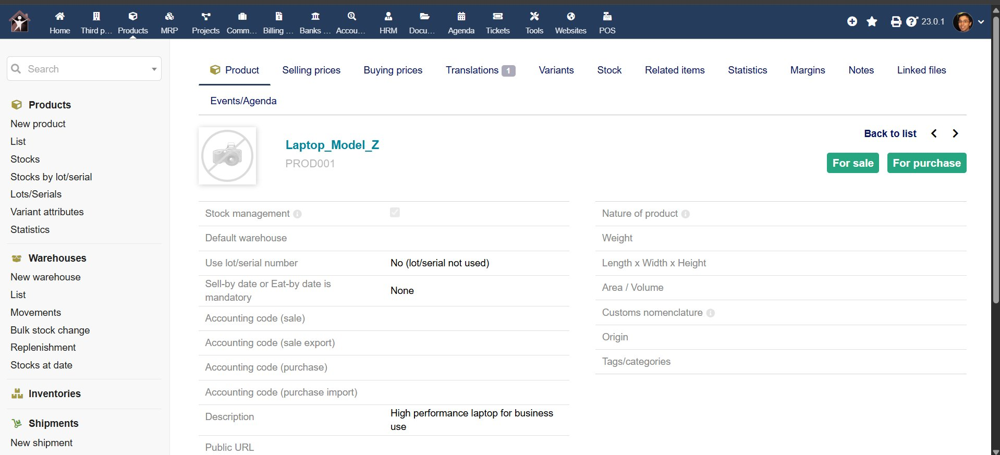 Home
Third p...
Products
MRP
Projects
Comm...
Billing ...
Banks ...
Accou...
HRM
Docu...
Agenda
Tickets
Tools
Websites
POS
23.0.1
Search
Products
New product
List
Stocks
Stocks by lot/serial
Lots/Serials
Variant attributes
Statistics
Warehouses
New warehouse
List
Movements
Bulk stock change
Replenishment
Stocks at date
Inventories
Shipments
New shipment
Product
Selling prices
Buying prices
Translations 1
Variants
Stock
Related items
Statistics
Margins
Notes
Linked files
Events/Agenda
Laptop_Model_Z
PROD001
Back to list
For sale
For purchase
Stock management
Default warehouse
Use lot/serial number
No (lot/serial not used)
Sell-by date or Eat-by date is
mandatory
None
Accounting code (sale)
Accounting code (sale export)
Accounting code (purchase)
Accounting code (purchase import)
Description
High performance laptop for business
use
Public URL
Nature of product
Weight
Length x Width x Height
Area / Volume
Customs nomenclature
Origin
Tags/categories